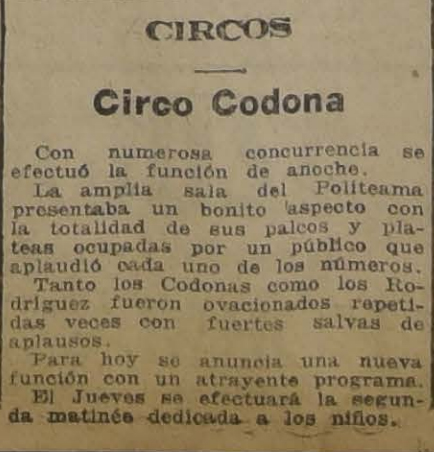 CIRCOS
Circo Codona
Con numerosa concurrencia se
efectuó la función de anoche.
La amplia sala del Politeama
presentaba un bonito aspecto con
la totalidad de sus palcos y pla-
teas ocupadas por un público que
aplaudió cada uno de los números.
Tanto los Codonas como los Ro-
dríguez fueron ovacionados repeti-
das veces con fuertes salvas de
aplausos.
Para hoy se anuncia una nueva
función con un atrayente programa.
El Jueves se efectuará la segun-
da matinée dedicada a los niños.